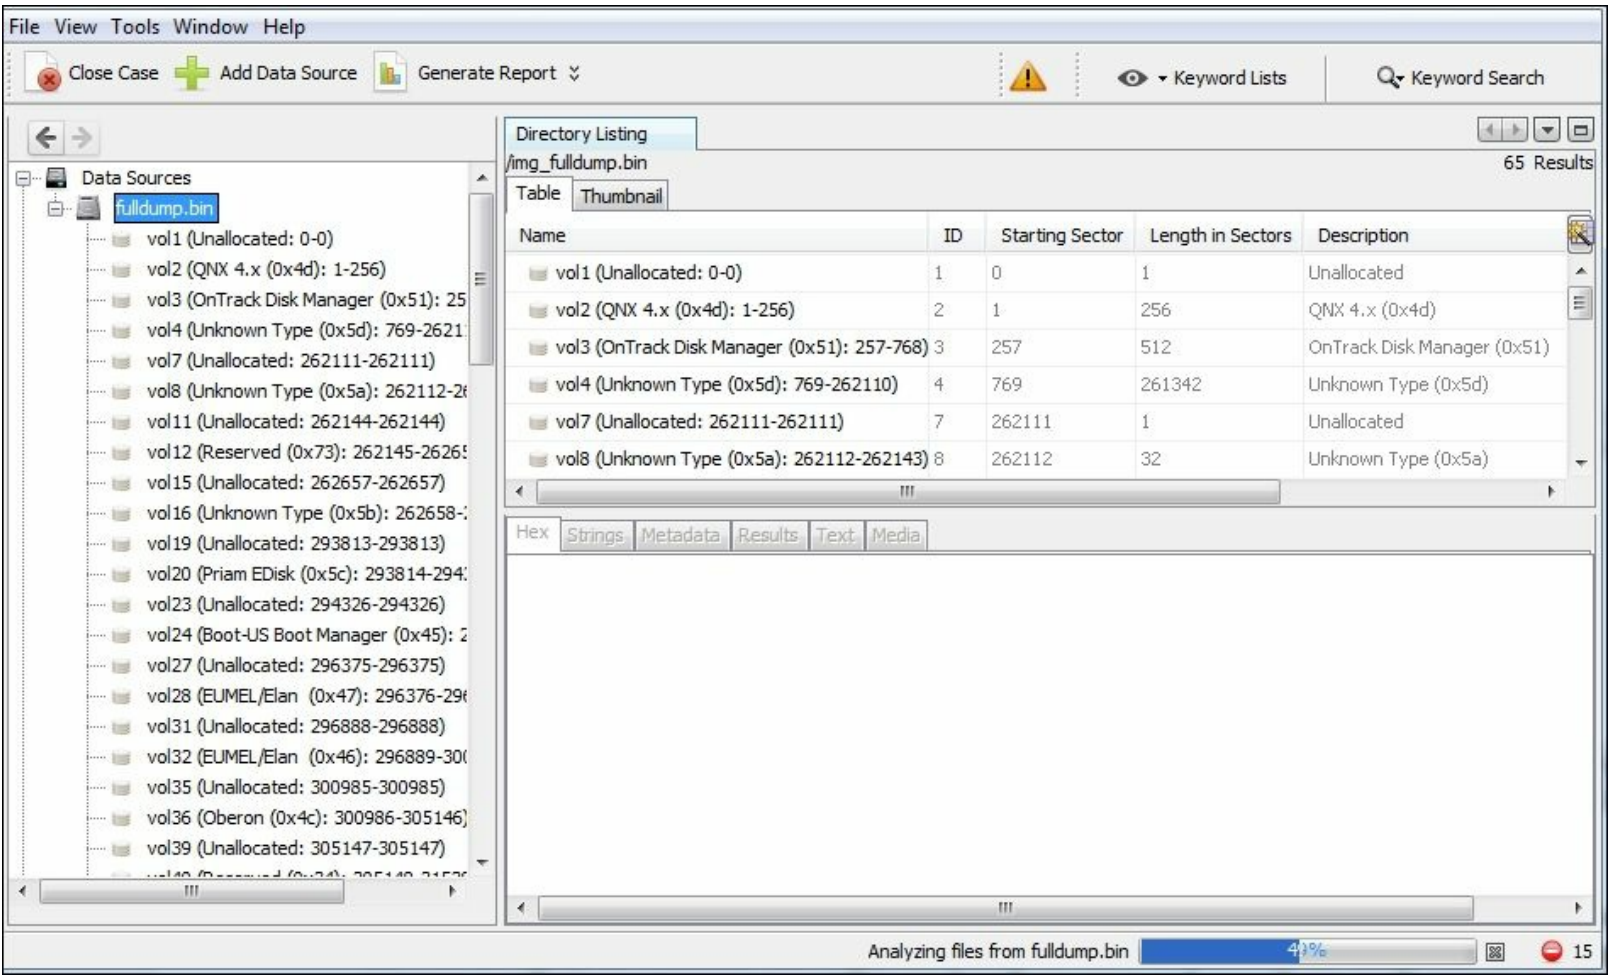 File View Tools Window Help
Close Case Add Data Source Generate Report Keyword Lists Keyword Search
Data Sources
fulldump.bin
vol1 (Unallocated: 0-0)
vol2 (QNX 4.x (0x4d): 1-256)
vol3 (OnTrack Disk Manager (0x51): 25
vol4 (Unknown Type (0x5d): 769-2621
vol7 (Unallocated: 262111-262111)
vol8 (Unknown Type (0x5a): 262112-26
vol11 (Unallocated: 262144-262144)
vol12 (Reserved (0x73): 262145-26265
vol15 (Unallocated: 262657-262657)
vol16 (Unknown Type (0x5b): 262658-
vol19 (Unallocated: 293813-293813)
vol20 (Priam EDisk (0x5c): 293814-294
vol23 (Unallocated: 294326-294326)
vol24 (Boot-US Boot Manager (0x45): 2
vol27 (Unallocated: 296375-296375)
vol28 (EUMEL/Elan (0x47): 296376-296
vol31 (Unallocated: 296888-296888)
vol32 (EUMEL/Elan (0x46): 296889-300
vol35 (Unallocated: 300985-300985)
vol36 (Oberon (0x4c): 300986-305146)
vol39 (Unallocated: 305147-305147)
Directory Listing
/img_fulldump.bin 65 Results
Table Thumbnail
Name ID Starting Sector Length in Sectors Description
vol1 (Unallocated: 0-0) 1 0 1 Unallocated
vol2 (QNX 4.x (0x4d): 1-256) 2 1 256 QNX 4.x (0x4d)
vol3 (OnTrack Disk Manager (0x51): 257-768) 3 257 512 OnTrack Disk Manager (0x51)
vol4 (Unknown Type (0x5d): 769-262110) 4 769 261342 Unknown Type (0x5d)
vol7 (Unallocated: 262111-262111) 7 262111 1 Unallocated
vol8 (Unknown Type (0x5a): 262112-262143) 8 262112 32 Unknown Type (0x5a)
Hex Strings Metadata Results Text Media
Analyzing files from fulldump.bin 49% 15